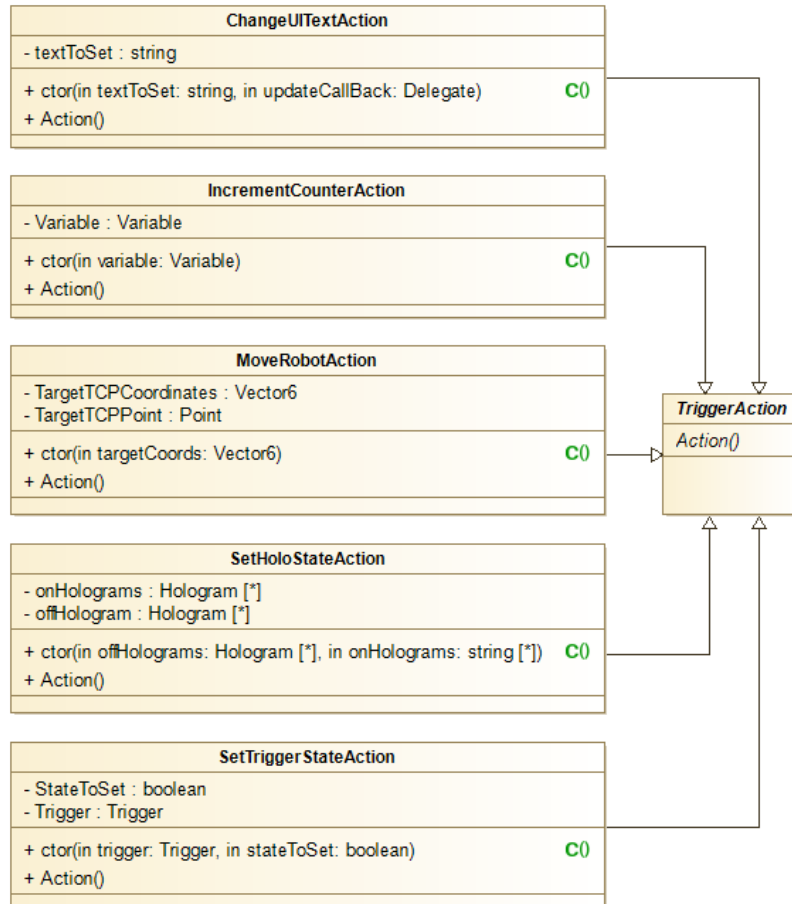 ChangeUITextAction
- textToSet : string
+ ctor(in textToSet: string, in updateCallBack: Delegate) C()
+ Action()
IncrementCounterAction
- Variable : Variable
+ ctor(in variable: Variable) C()
+ Action()
MoveRobotAction
- TargetTCPCoordinates : Vector6
- TargetTCPPoint : Point
+ ctor(in targetCoords: Vector6) C()
+ Action()
TriggerAction
Action()
SetHoloStateAction
- onHolograms : Hologram [*]
- offHologram : Hologram [*]
+ ctor(in offHolograms: Hologram [*], in onHolograms: string [*]) C()
+ Action()
SetTriggerStateAction
- StateToSet : boolean
- Trigger : Trigger
+ ctor(in trigger: Trigger, in stateToSet: boolean) C()
+ Action()